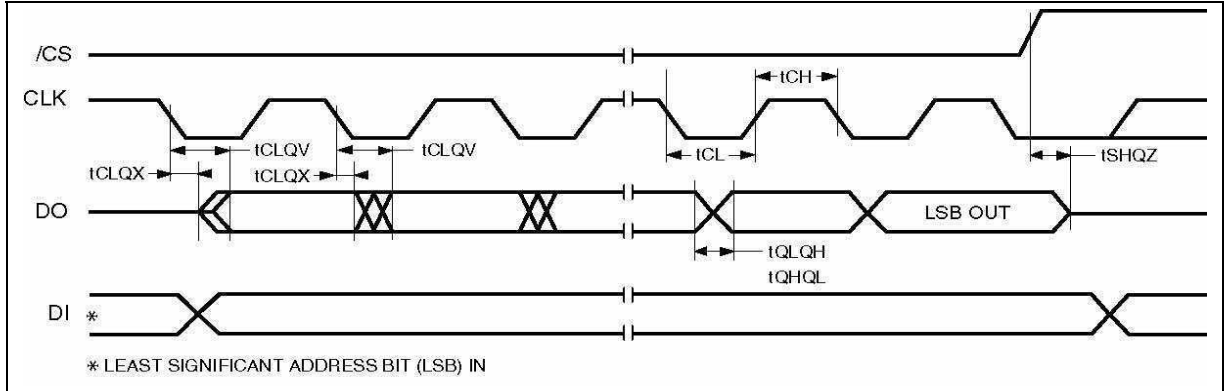 /CS
CLK
tCH
tCLQV
tCLQV
tCL
tSHQZ
tCLQX
tCLQX
DO
LSB OUT
tQLQH
tQHQL
DI *
* LEAST SIGNIFICANT ADDRESS BIT (LSB) IN